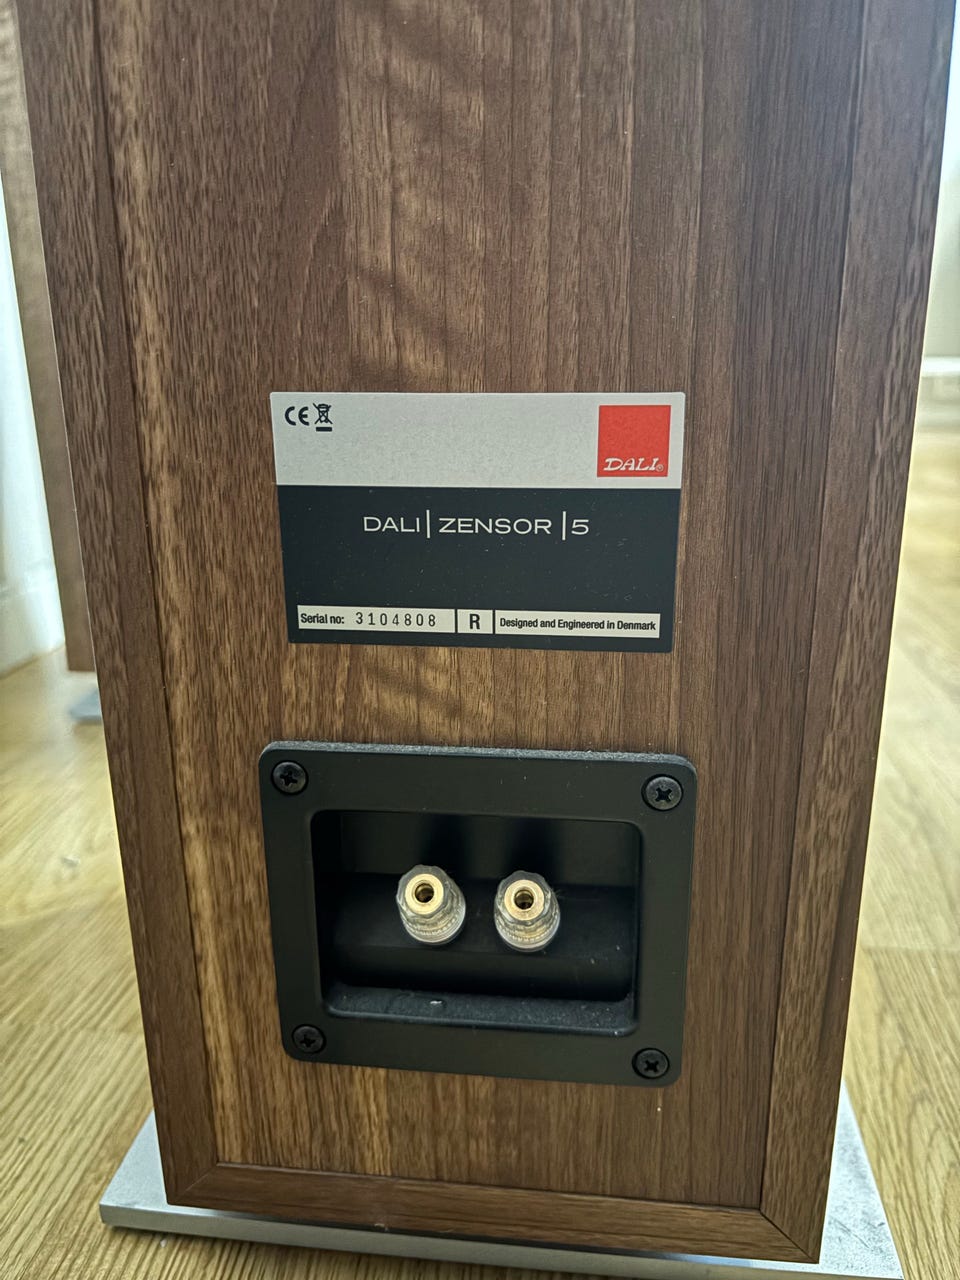 CE
DALI®
DALI|ZENSOR|5
Serial no: 3104808 R Designed and Engineered in Denmark